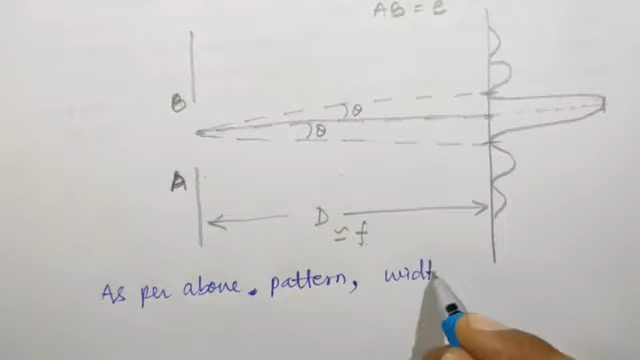 AB = e
B
θ
θ
A
D
≃ f
As per above. pattern, widt